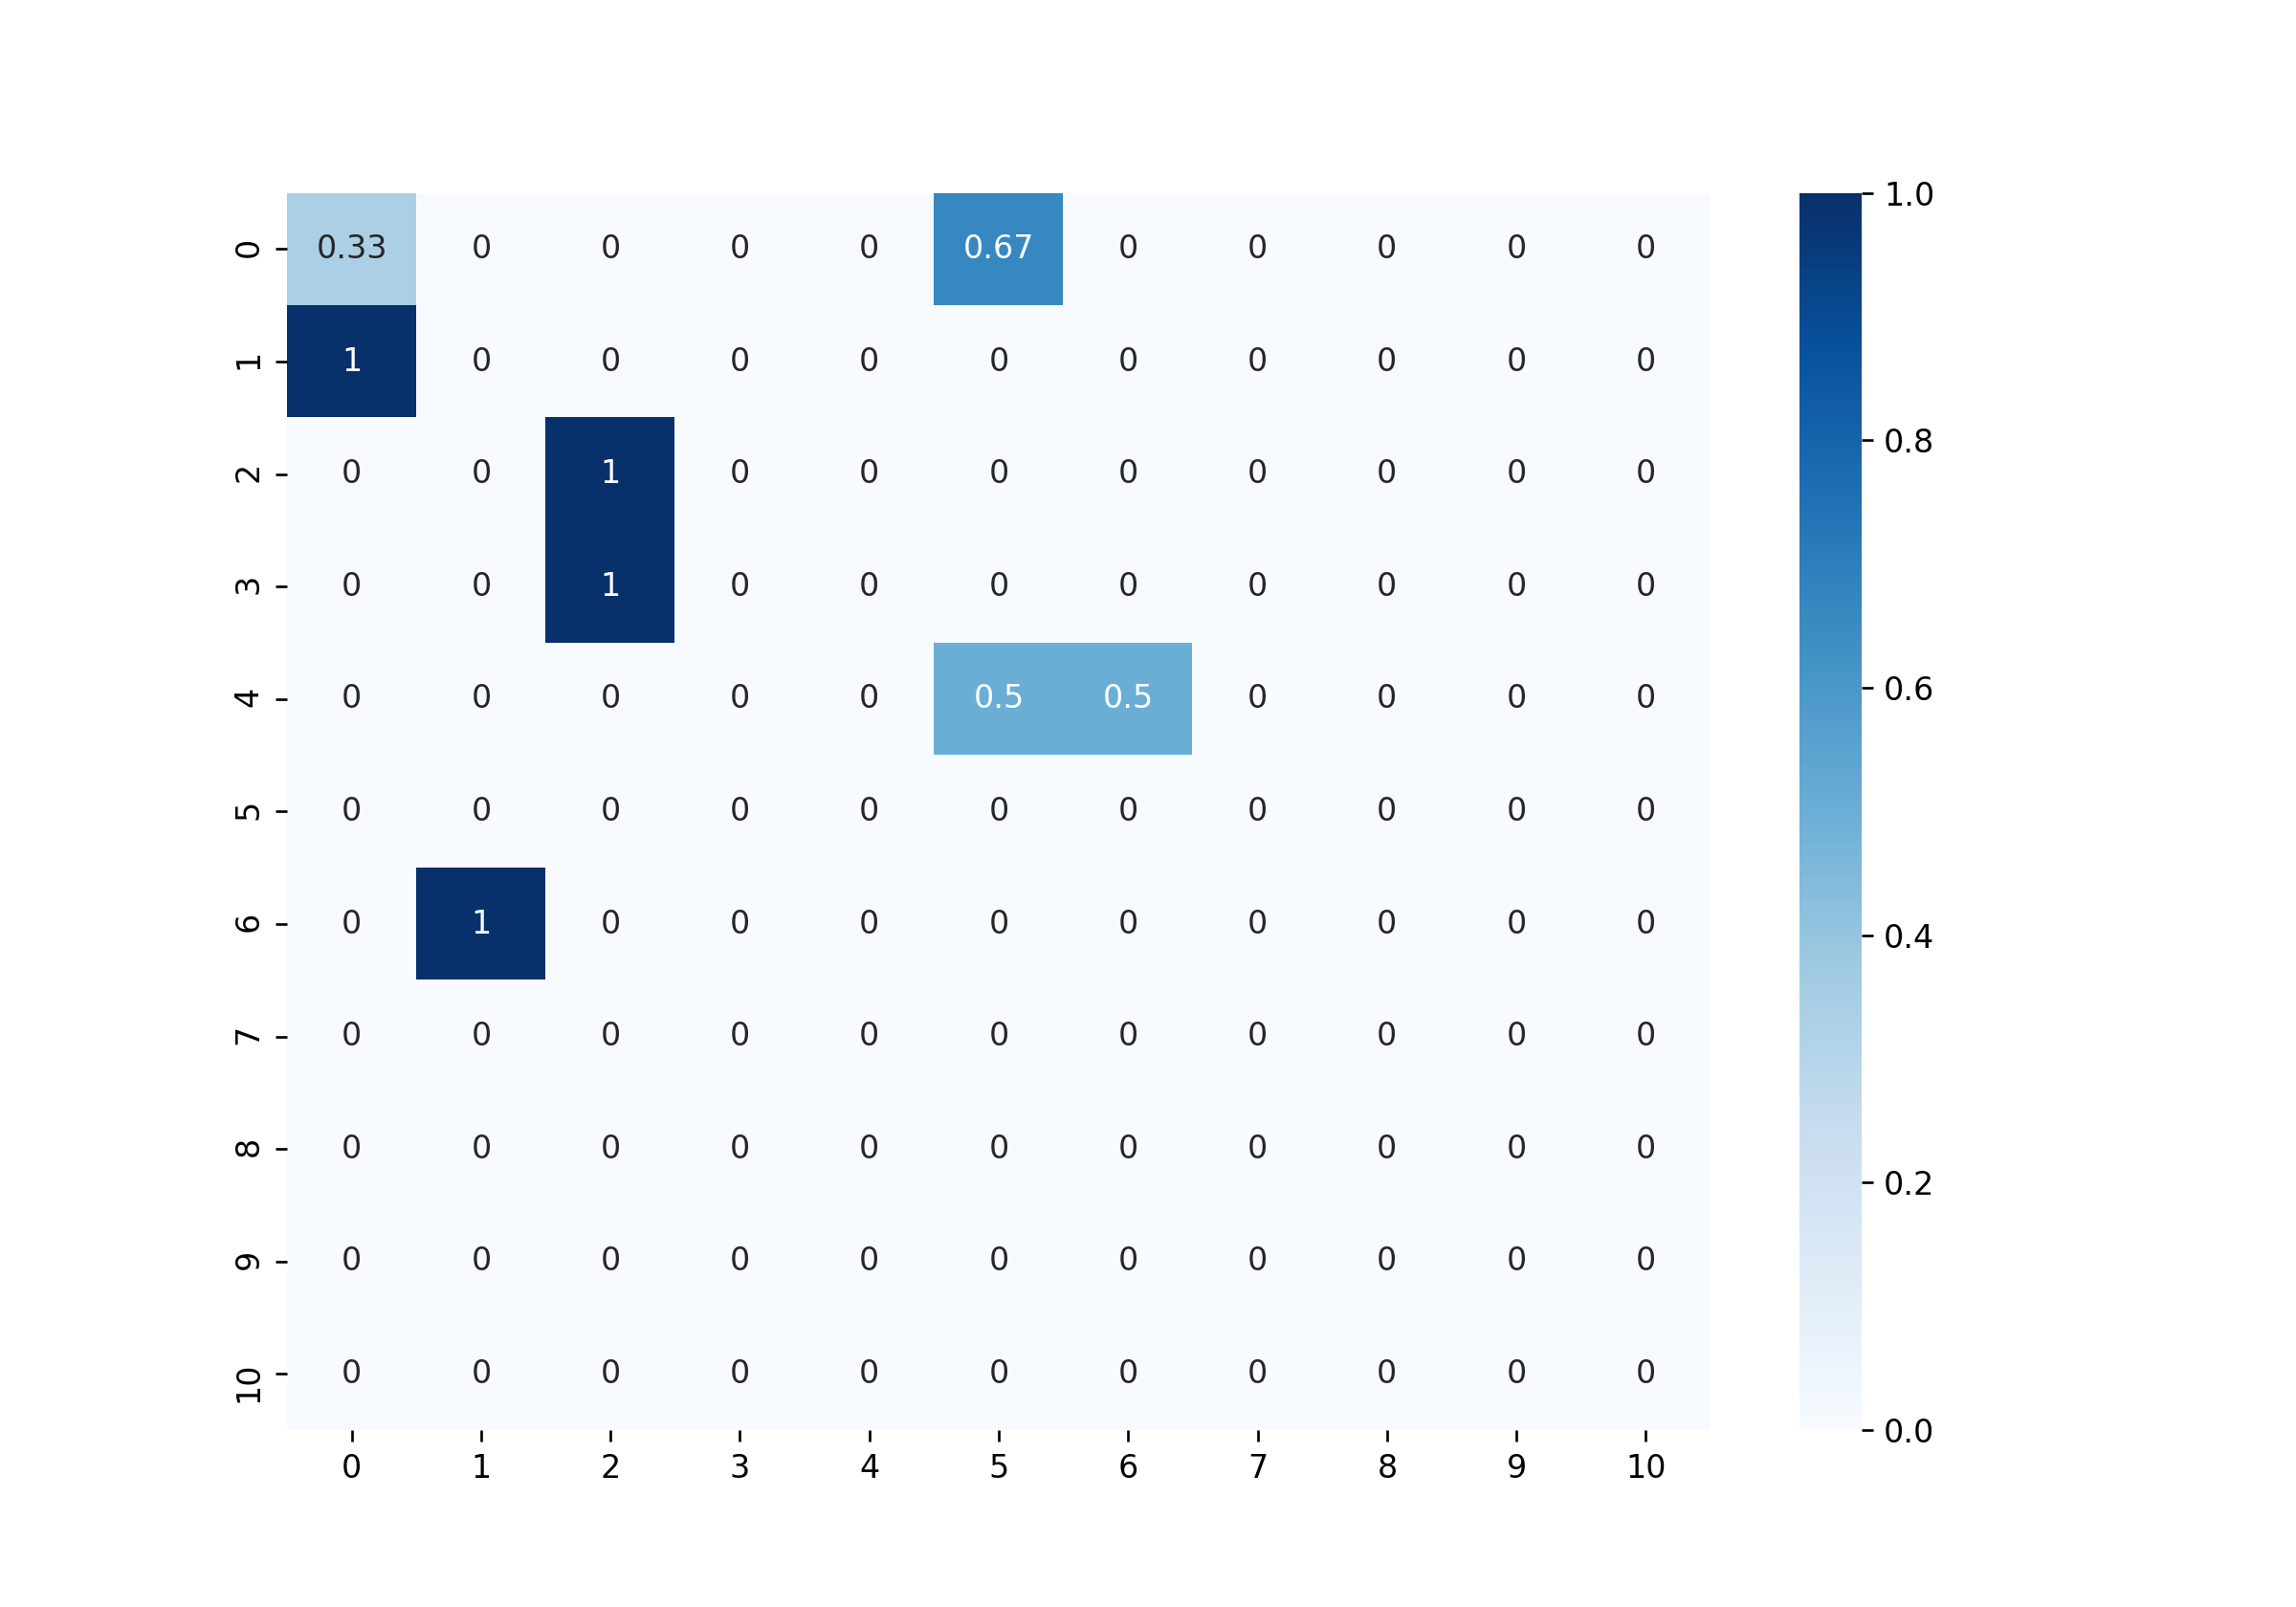 1.0
0 0.33 0 0 0 0 0.67 0 0 0 0 0
1 1 0 0 0 0 0 0 0 0 0 0
0.8
2 0 0 1 0 0 0 0 0 0 0 0
3 0 0 1 0 0 0 0 0 0 0 0
0.6
4 0 0 0 0 0 0.5 0.5 0 0 0 0
5 0 0 0 0 0 0 0 0 0 0 0
6 0 1 0 0 0 0 0 0 0 0 0
0.4
7 0 0 0 0 0 0 0 0 0 0 0
8 0 0 0 0 0 0 0 0 0 0 0
0.2
9 0 0 0 0 0 0 0 0 0 0 0
10 0 0 0 0 0 0 0 0 0 0 0
0.0
0 1 2 3 4 5 6 7 8 9 10